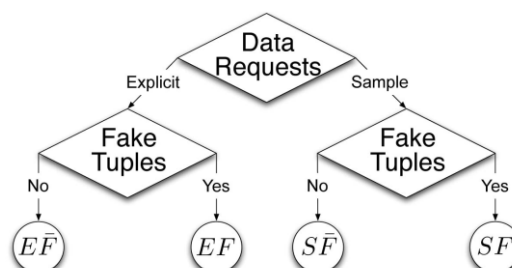 Data
Requests
Explicit
Sample
Fake
Tuples
Fake
Tuples
No
Yes
No
Yes
EF̄
EF
SF̄
SF